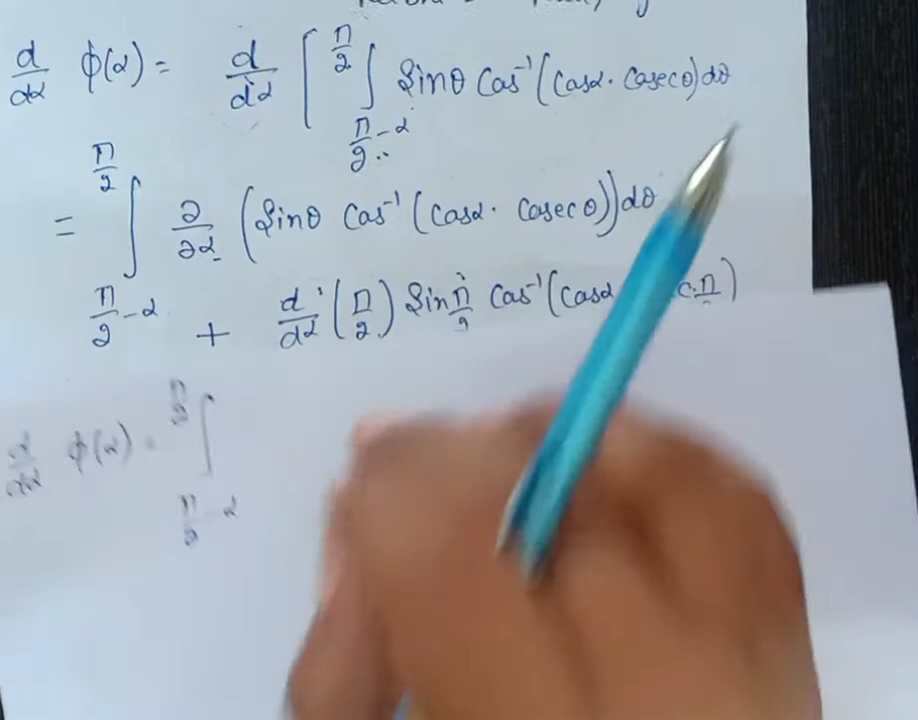 d/dα ϕ(α) = d/dα [ ∫_{π/2-α}^{π/2} Sinθ Cos⁻¹(Cosα · Cosecθ)dθ
= ∫_{π/2-α}^{π/2} ∂/∂α (Sinθ Cos⁻¹(Cosα · Cosecθ))dθ
+ d/dα (π/2) Sin π/2 Cos⁻¹(Cosα
d/dα ϕ(α) = ∫_{π/2-α}^{π/2}